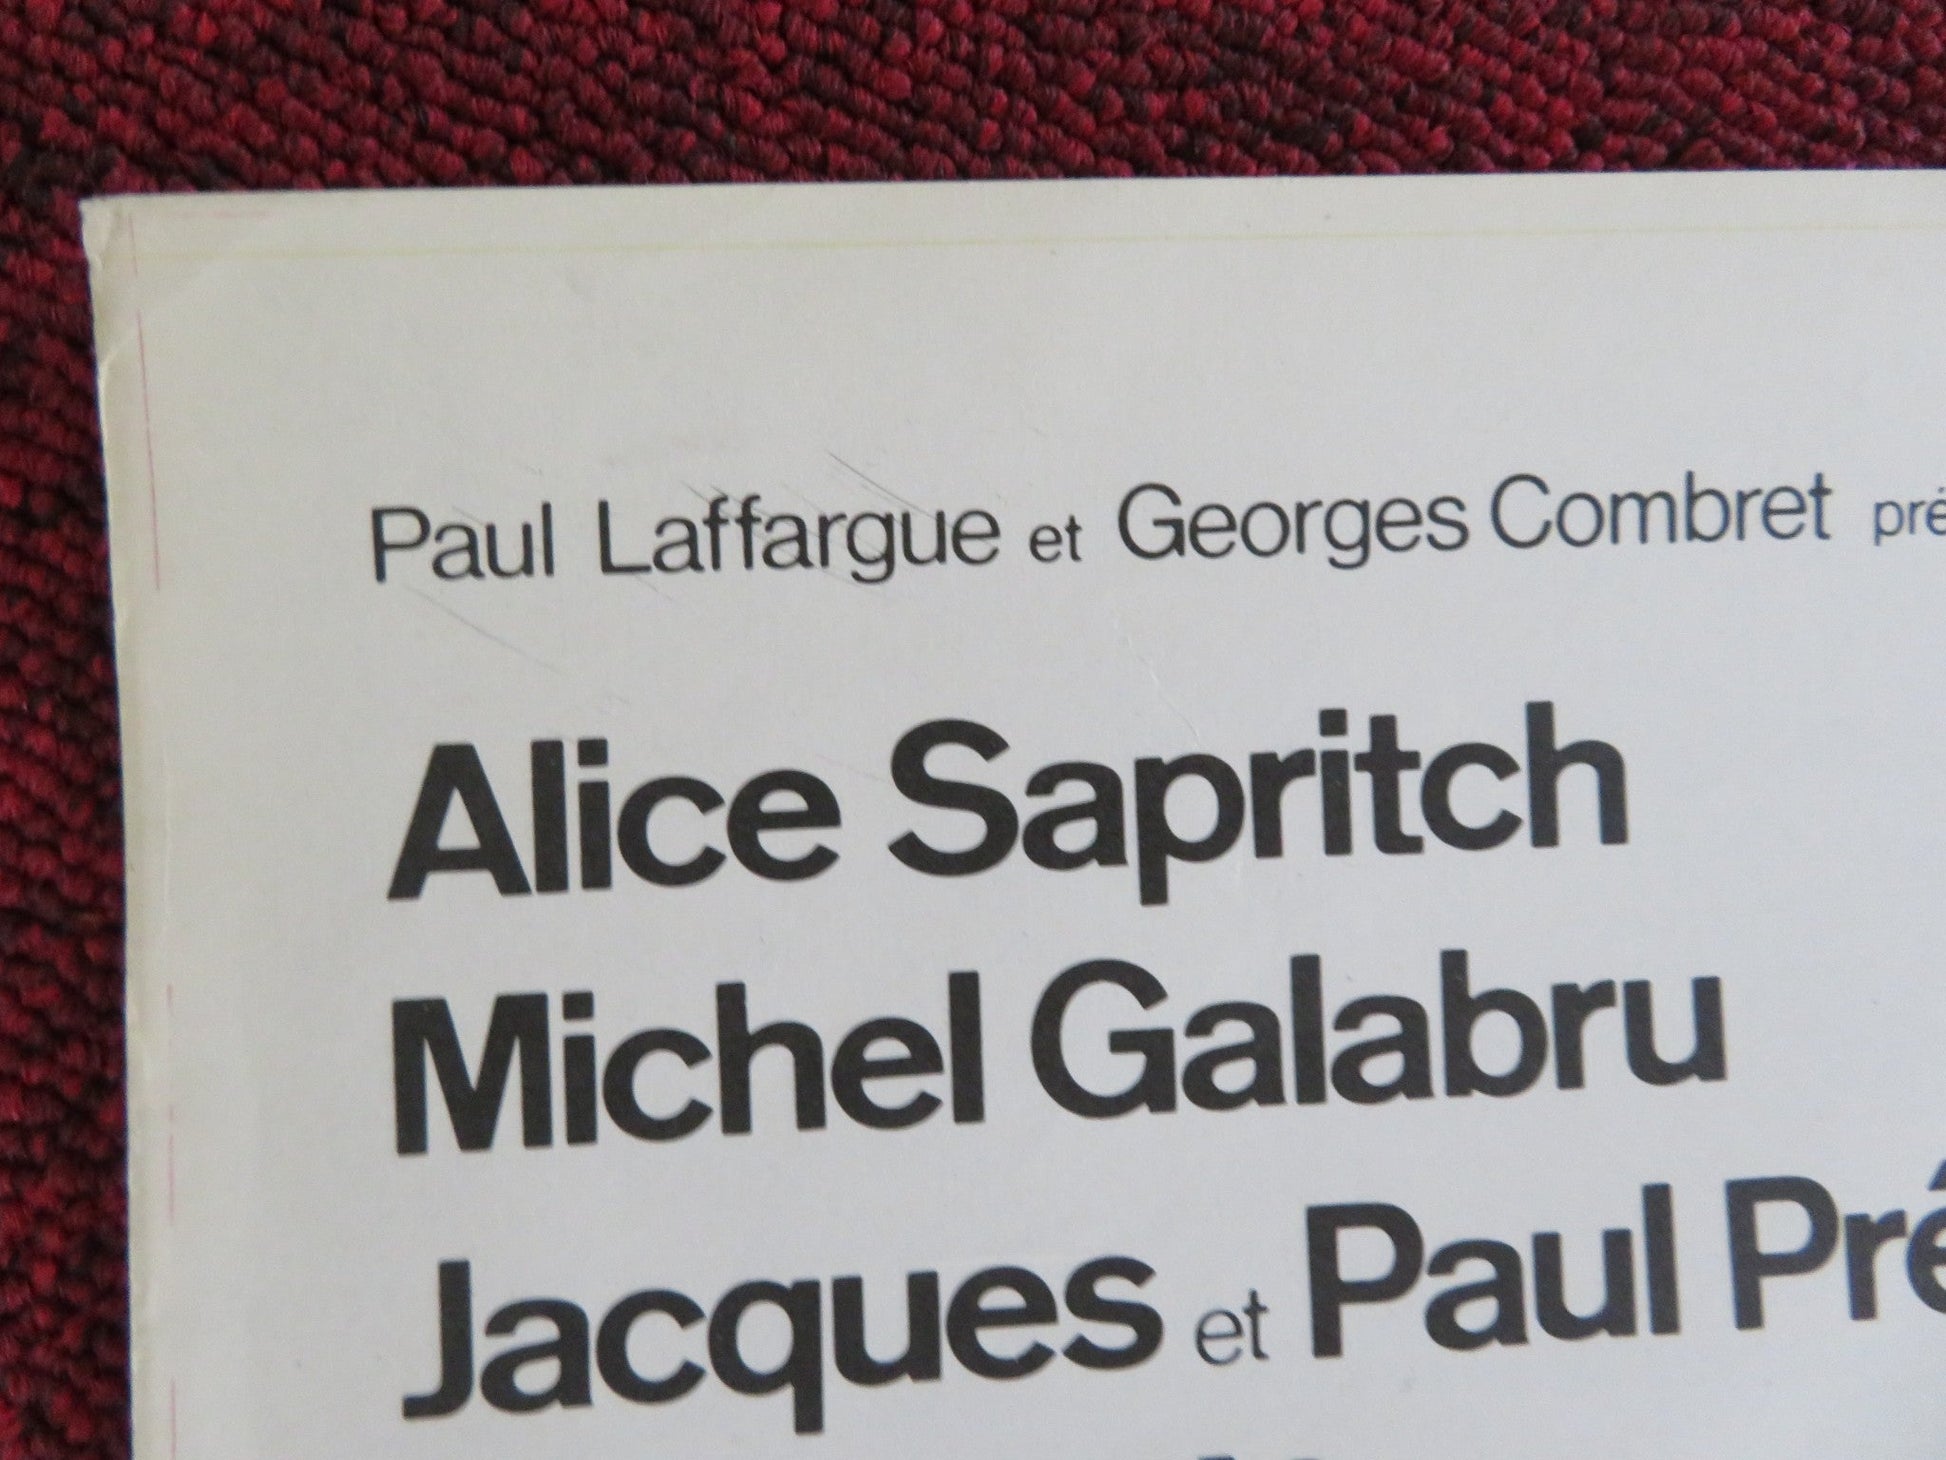 Paul Laffargue et Georges Combret pré
Alice Sapritch
Michel Galabru
Jacques et Paul Pré